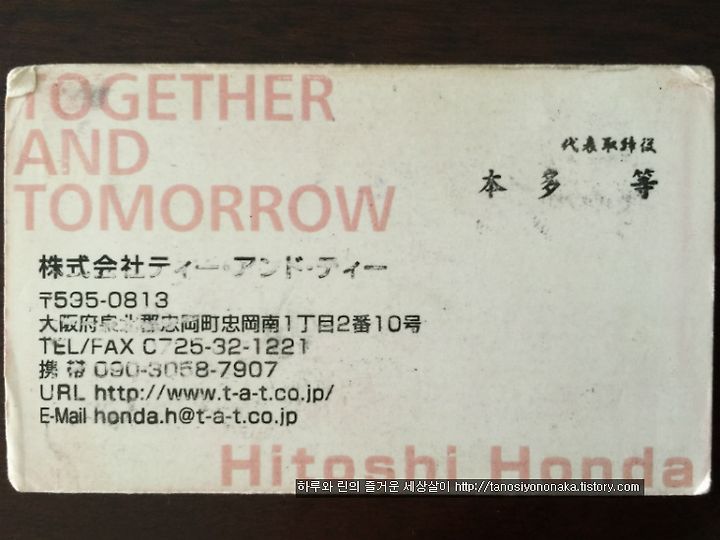 TOGETHER
AND
TOMORROW
代表取締役
本多 等
株式会社ティー・アンド・ティー
〒595-0813
大阪府泉北郡忠岡町忠岡南1丁目2番10号
TEL/FAX 0725-32-1221
携帯 090-3058-7907
URL http://www.t-a-t.co.jp/
E-Mail honda.h@t-a-t.co.jp
Hitoshi Honda
하루와 린의 즐거운 세상살이 http://tanosiyononaka.tistory.com